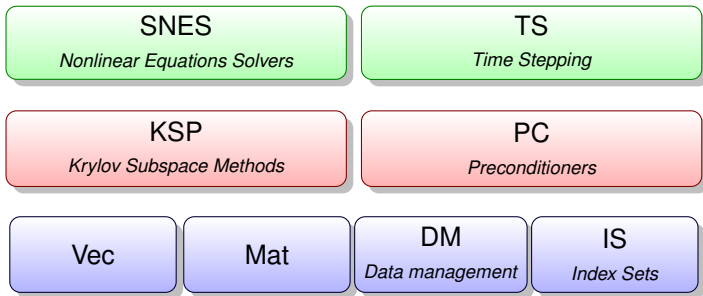 SNES
Nonlinear Equations Solvers
TS
Time Stepping
KSP
Krylov Subspace Methods
PC
Preconditioners
Vec
Mat
DM
Data management
IS
Index Sets